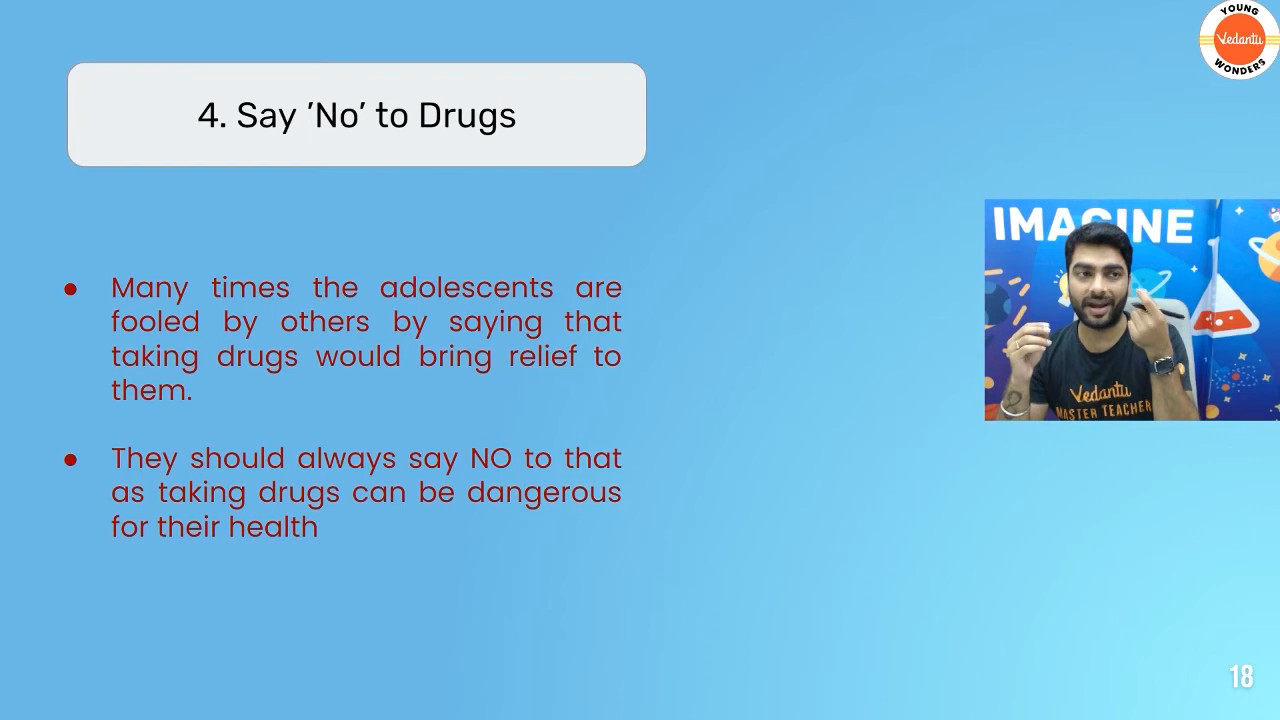 YOUNG
Vedantu
WONDERS
4. Say ’No’ to Drugs
IMAGINE
● Many times the adolescents are
fooled by others by saying that
taking drugs would bring relief to
them.
● They should always say NO to that
as taking drugs can be dangerous
for their health
Vedantu
MASTER TEACHER
18